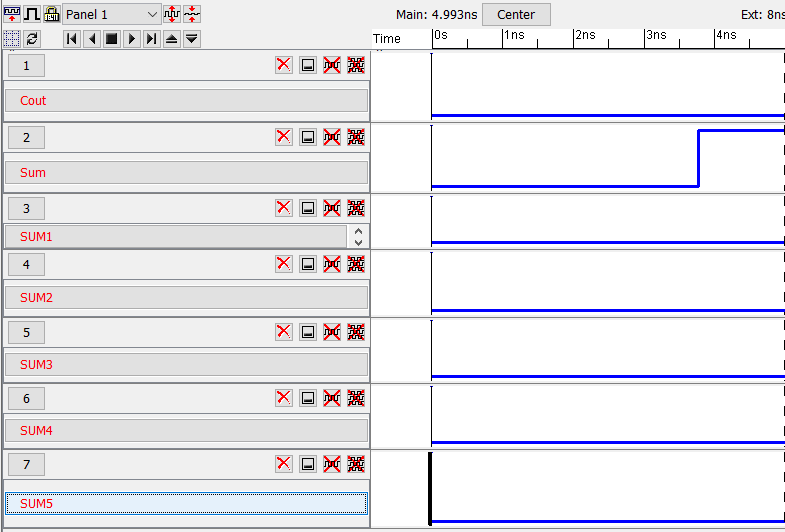 Panel 1 Main: 4.993ns Center Ext: 8ns
Time 0s 1ns 2ns 3ns 4ns
1
Cout
2
Sum
3
SUM1
4
SUM2
5
SUM3
6
SUM4
7
SUM5